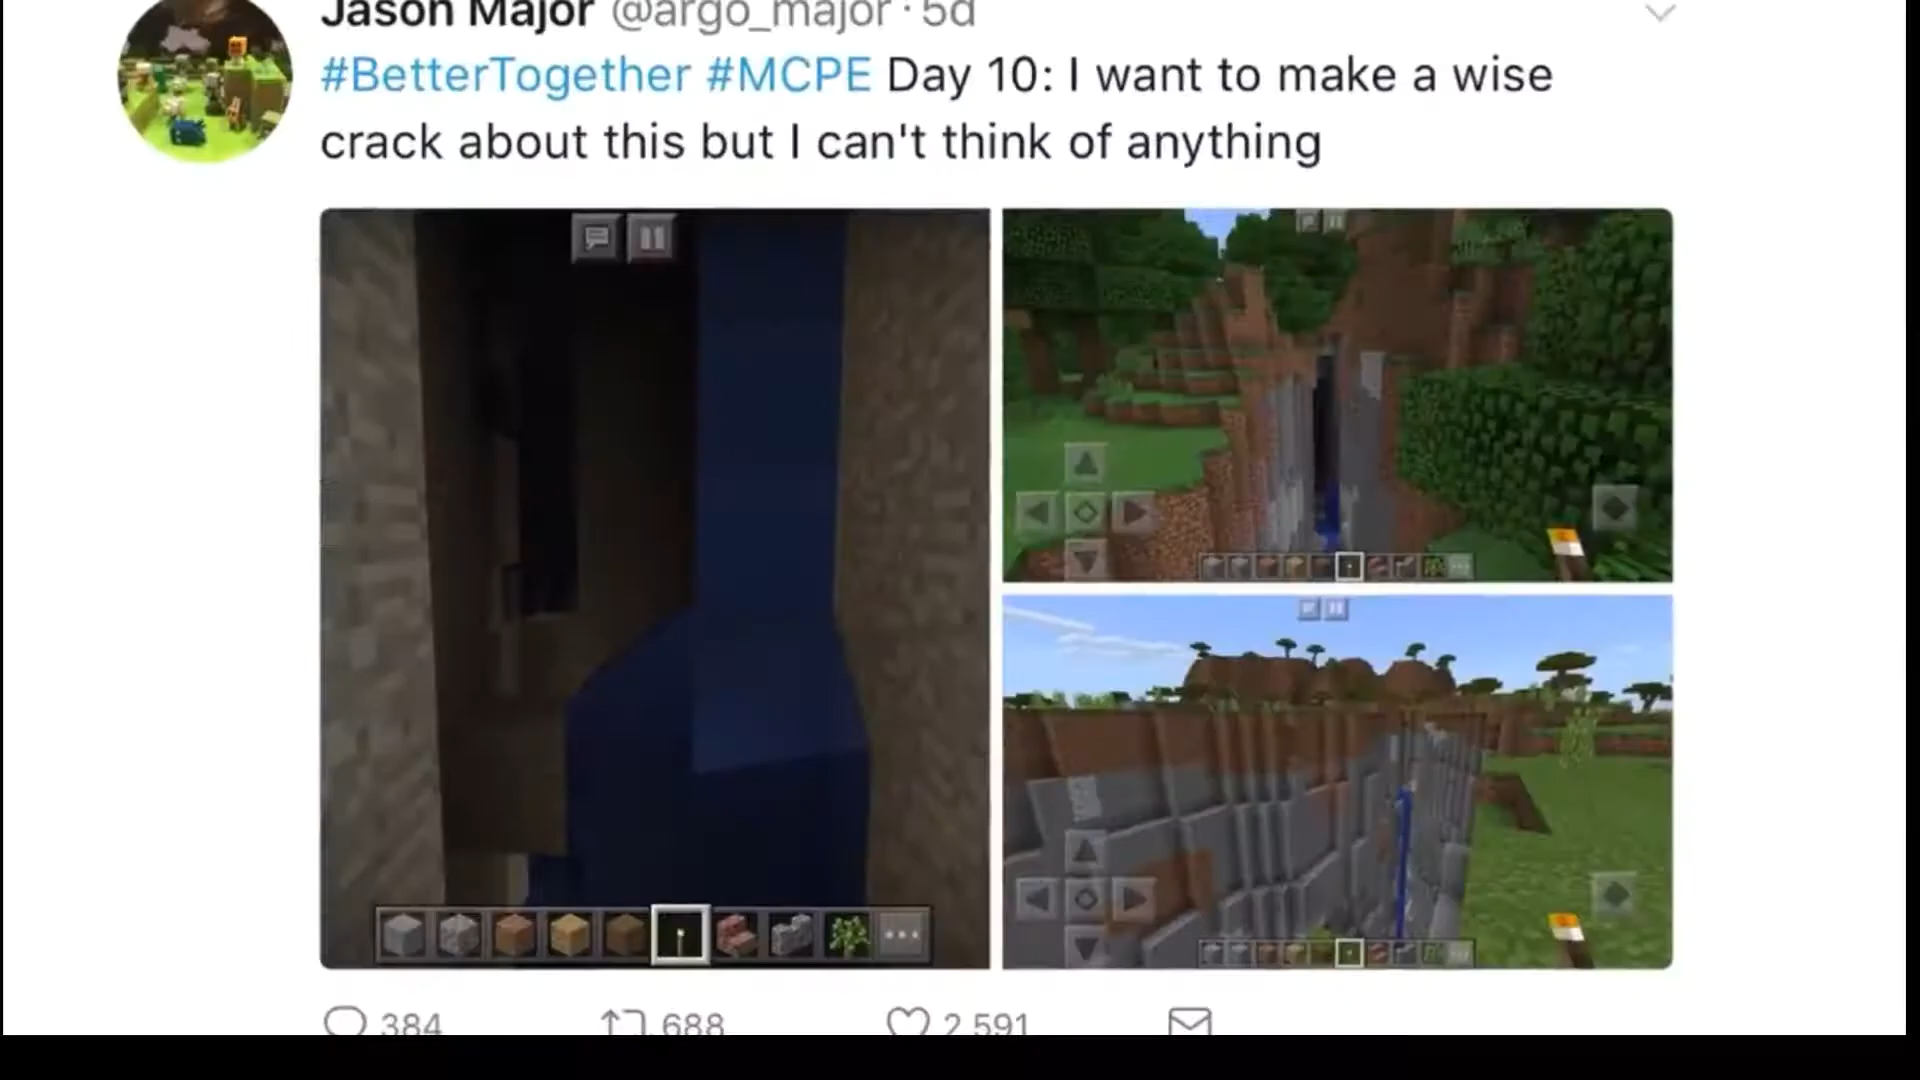 Jason Major @argo_major · 5d
#BetterTogether #MCPE Day 10: I want to make a wise
crack about this but I can't think of anything
384 688 2,591